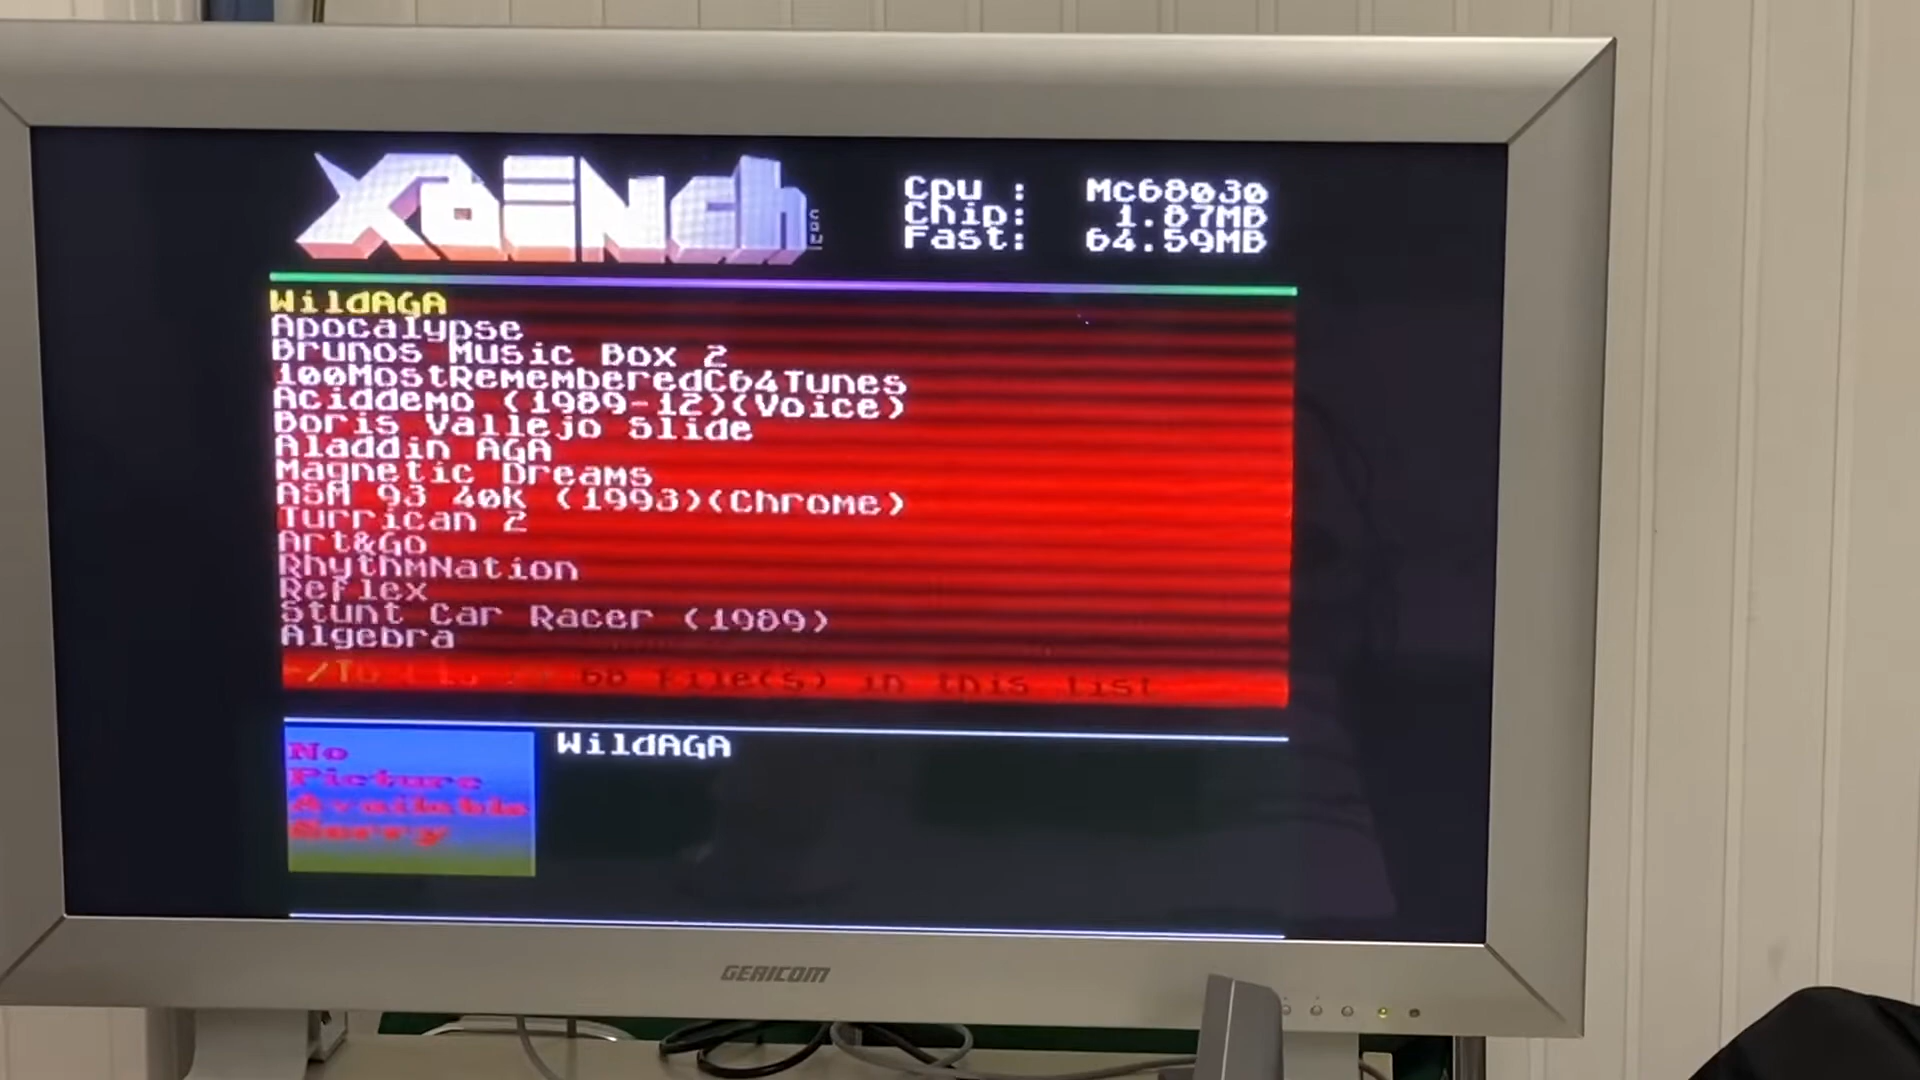 XbENch
Cpu : Mc68030
Chip: 1.87MB
Fast: 64.59MB
WildAGA
Apocalypse
Brunos Music Box 2
100MostRememberedC64Tunes
Aciddemo (1989-12)(Voice)
Boris Vallejo Slide
Aladdin AGA
Magnetic Dreams
ASM 93 40K (1993)(Chrome)
Turrican 2
Art&Go
RhythmNation
Reflex
Stunt Car Racer (1989)
Algebra
file(s) in this list
No
Picture
Available
Sorry
WildAGA
GERICOM